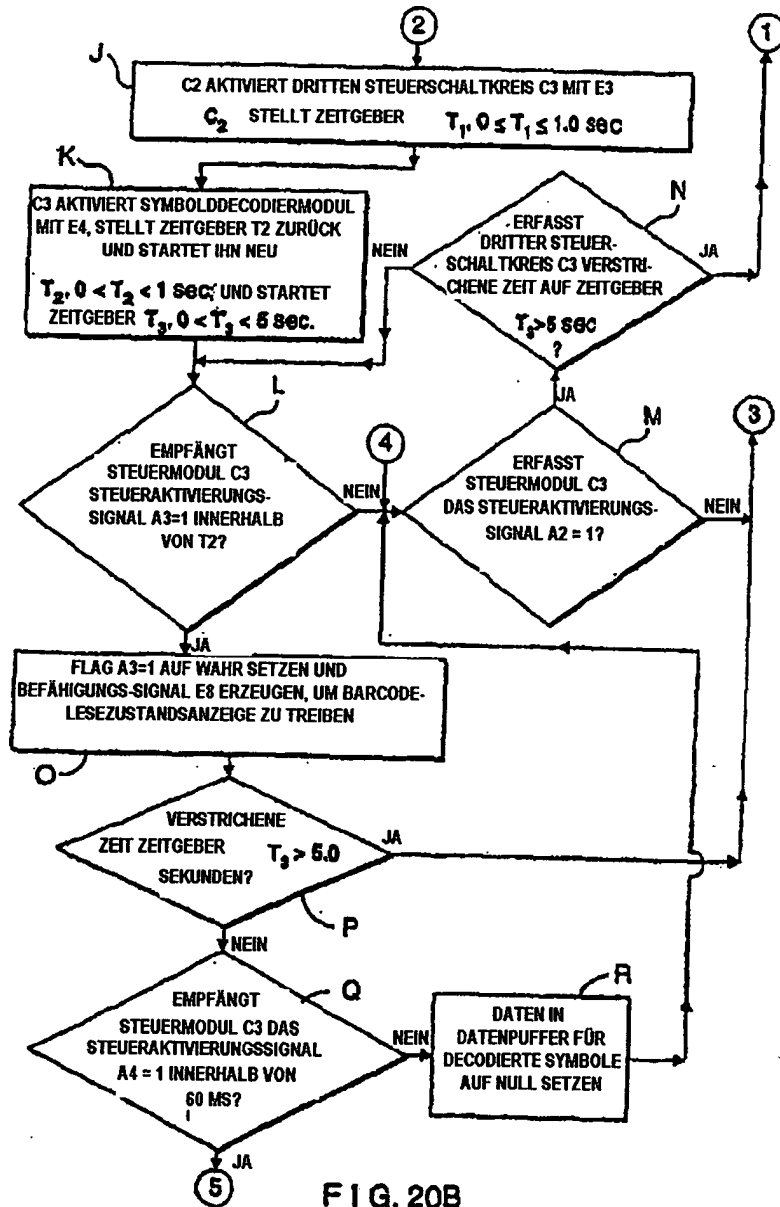 2
1
J
C2 AKTIVIERT DRITTEN STEUERSCHALTKREIS C3 MIT E3
C2 STELLT ZEITGEBER T1, 0 ≤ T1 ≤ 1.0 sec
K
C3 AKTIVIERT SYMBOLDDECODIERMODUL
MIT E4, STELLT ZEITGEBER T2 ZURÜCK
UND STARTET IHN NEU
T2, 0 < T2 < 1 sec; UND STARTET
ZEITGEBER T3, 0 < T3 < 5 sec.
N
ERFASST
DRITTER STEUER-
SCHALTKREIS C3 VERSTRI-
CHENE ZEIT AUF ZEITGEBER
T3>5 sec
?
NEIN
JA
L
EMPFÄNGT
STEUERMODUL C3
STEUERAKTIVIERUNGS-
SIGNAL A3=1 INNERHALB
VON T2?
NEIN
JA
4
M
JA
ERFASST
STEUERMODUL C3
DAS STEUERAKTIVIERUNGS-
SIGNAL A2 = 1?
NEIN
3
FLAG A3=1 AUF WAHR SETZEN UND
BEFÄHIGUNGS-SIGNAL E8 ERZEUGEN, UM BARCODE-
LESEZUSTANDSANZEIGE ZU TREIBEN
O
VERSTRICHENE
ZEIT ZEITGEBER T3 > 5.0
SEKUNDEN?
JA
P
NEIN
Q
EMPFÄNGT
STEUERMODUL C3 DAS
STEUERAKTIVIERUNGSSIGNAL
A4 = 1 INNERHALB VON
60 MS?
NEIN
R
DATEN IN
DATENPUFFER FÜR
DECODIERTE SYMBOLE
AUF NULL SETZEN
JA
5
FIG. 20B